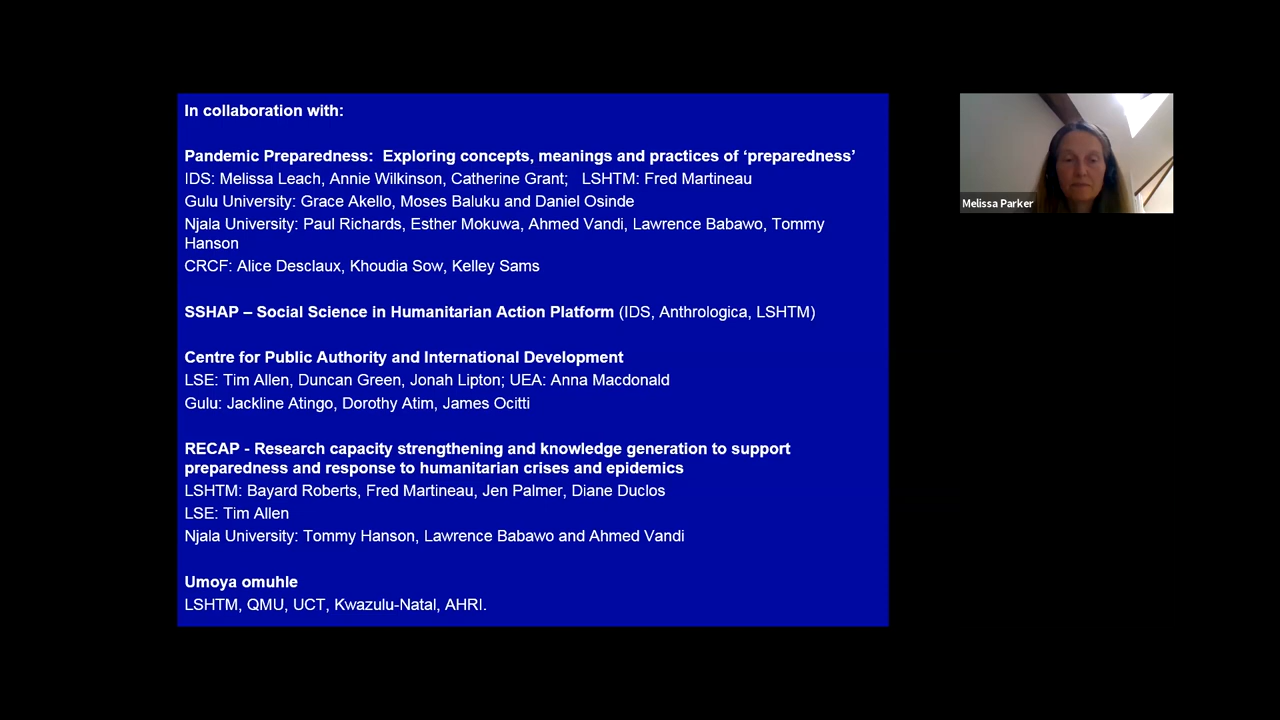 In collaboration with:
Pandemic Preparedness:  Exploring concepts, meanings and practices of ‘preparedness’
IDS: Melissa Leach, Annie Wilkinson, Catherine Grant;   LSHTM: Fred Martineau
Gulu University: Grace Akello, Moses Baluku and Daniel Osinde
Njala University: Paul Richards, Esther Mokuwa, Ahmed Vandi, Lawrence Babawo, Tommy
Hanson
CRCF: Alice Desclaux, Khoudia Sow, Kelley Sams
SSHAP – Social Science in Humanitarian Action Platform (IDS, Anthrologica, LSHTM)
Centre for Public Authority and International Development
LSE: Tim Allen, Duncan Green, Jonah Lipton; UEA: Anna Macdonald
Gulu: Jackline Atingo, Dorothy Atim, James Ocitti
RECAP - Research capacity strengthening and knowledge generation to support
preparedness and response to humanitarian crises and epidemics
LSHTM: Bayard Roberts, Fred Martineau, Jen Palmer, Diane Duclos
LSE: Tim Allen
Njala University: Tommy Hanson, Lawrence Babawo and Ahmed Vandi
Umoya omuhle
LSHTM, QMU, UCT, Kwazulu-Natal, AHRI.
Melissa Parker